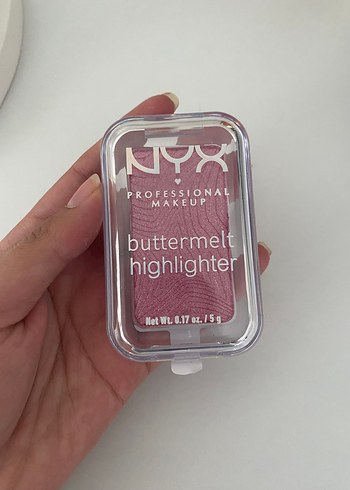 NYX
PROFESSIONAL
MAKEUP
buttermelt
highlighter
Net Wt. 0.17 oz. / 5 g